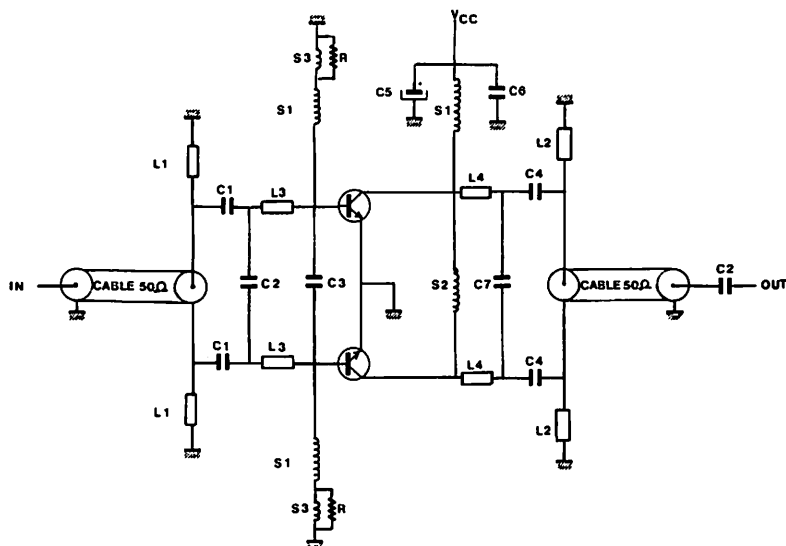 VCC
S3 R
C5
S1
C6
S1
L2
L1
C1
L3
L4
C4
IN
CABLE 50Ω
C2
C3
S2
C7
CABLE 50Ω
C2
OUT
C1
L3
L4
C4
L1
L2
S1
S3 R